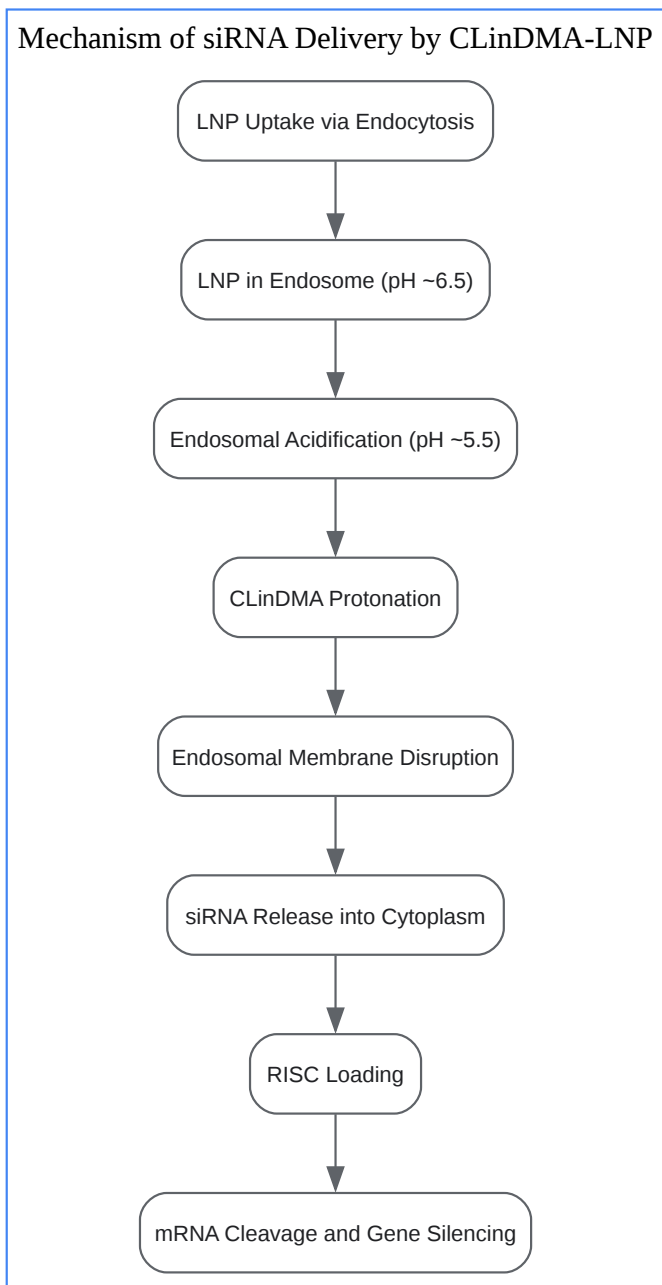 Mechanism of siRNA Delivery by CLinDMA-LNP
LNP Uptake via Endocytosis
LNP in Endosome (pH ~6.5)
Endosomal Acidification (pH ~5.5)
CLinDMA Protonation
Endosomal Membrane Disruption
siRNA Release into Cytoplasm
RISC Loading
mRNA Cleavage and Gene Silencing